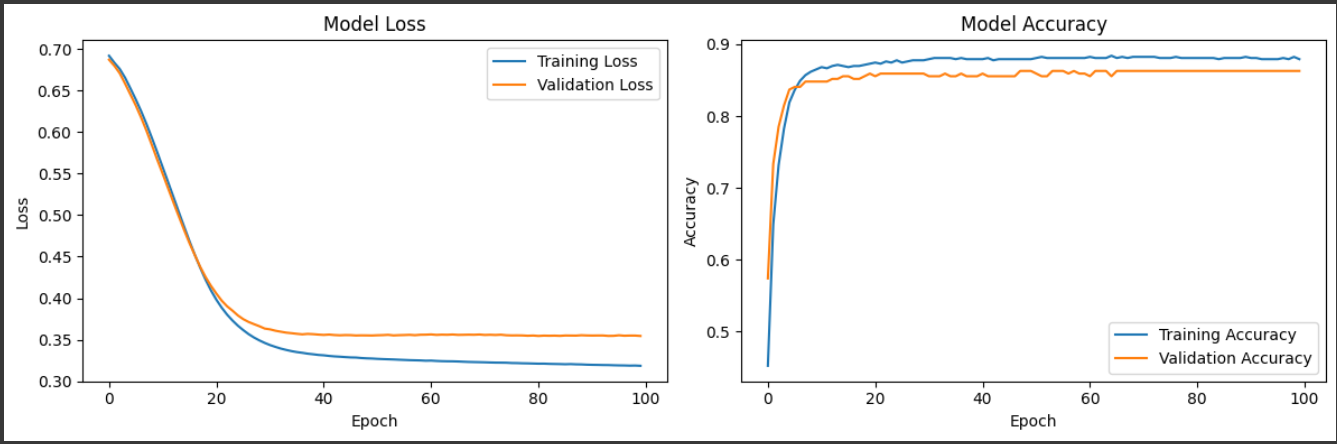 Model Loss
0.70
0.65
0.60
0.55
0.50
0.45
0.40
0.35
0.30
Loss
0 20 40 60 80 100
Epoch
Training Loss
Validation Loss
Model Accuracy
0.9
0.8
0.7
0.6
0.5
Accuracy
0 20 40 60 80 100
Epoch
Training Accuracy
Validation Accuracy